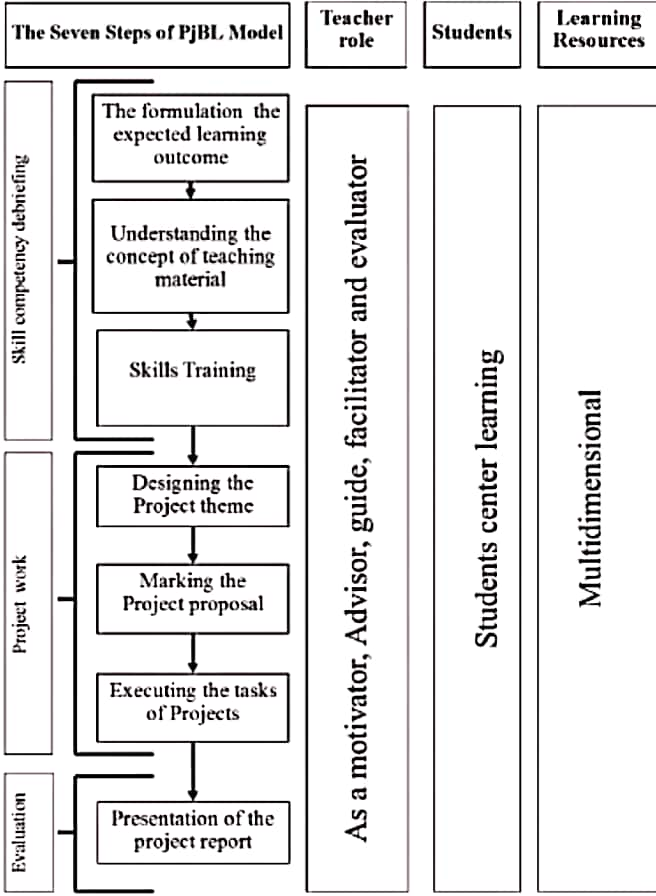 The Seven Steps of PjBL Model
Teacher
role
Students
Learning
Resources
Skill competency debriefing
The formulation the
expected learning
outcome
Understanding the
concept of teaching
material
Skills Training
Project work
Designing the
Project theme
Marking the
Project proposal
Executing the tasks
of Projects
Evaluation
Presentation of the
project report
As a motivator, Advisor, guide, facilitator and evaluator
Students center learning
Multidimensional